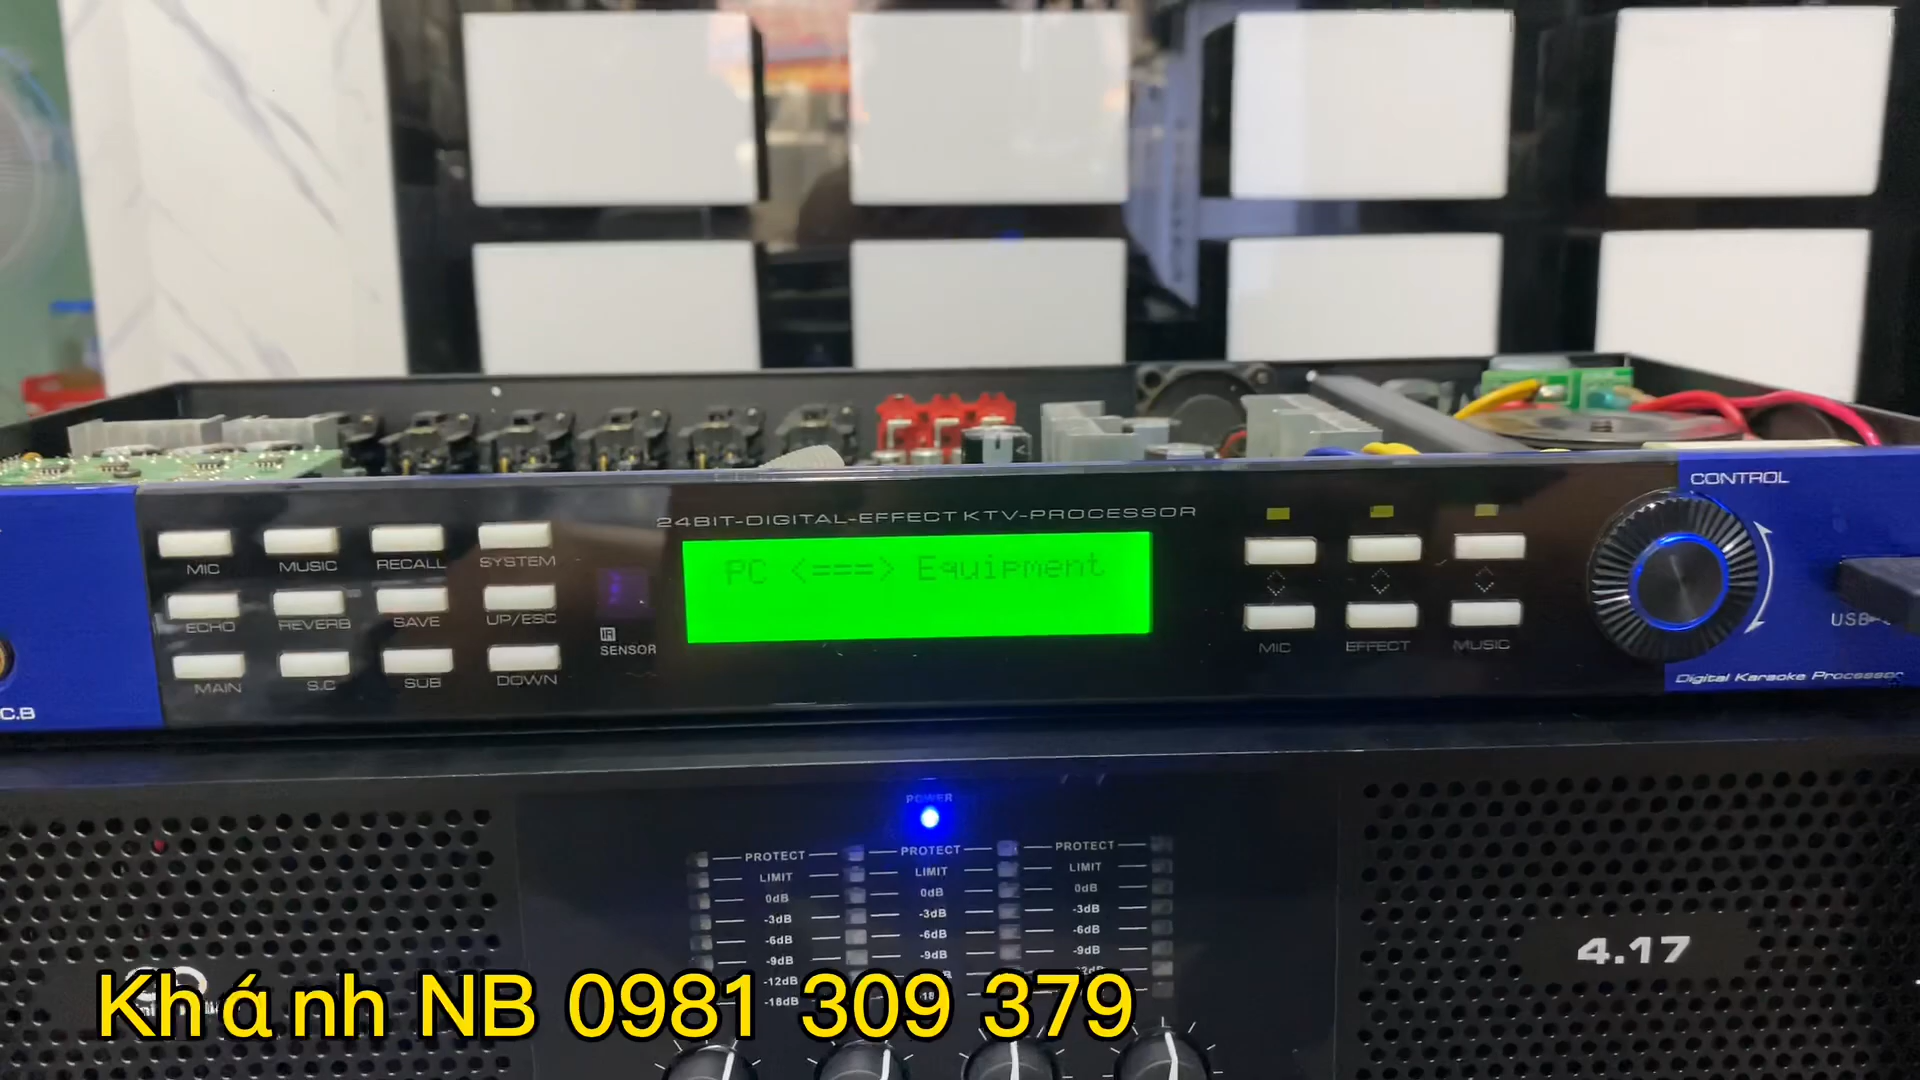 24BIT-DIGITAL-EFFECT KTV-PROCESSOR
CONTROL
PC <===> Equipment
MIC MUSIC RECALL SYSTEM
ECHO REVERB SAVE UP/ESC
MAIN S.C SUB DOWN
IR
SENSOR
MIC EFFECT MUSIC
USB-
Digital Karaoke Processor
C.B
POWER
PROTECT PROTECT PROTECT
LIMIT LIMIT LIMIT
0dB 0dB 0dB
-3dB -3dB -3dB
-6dB -6dB -6dB
-9dB -9dB -9dB
-12dB
-18dB
4.17
Khánh NB 0981 309 379